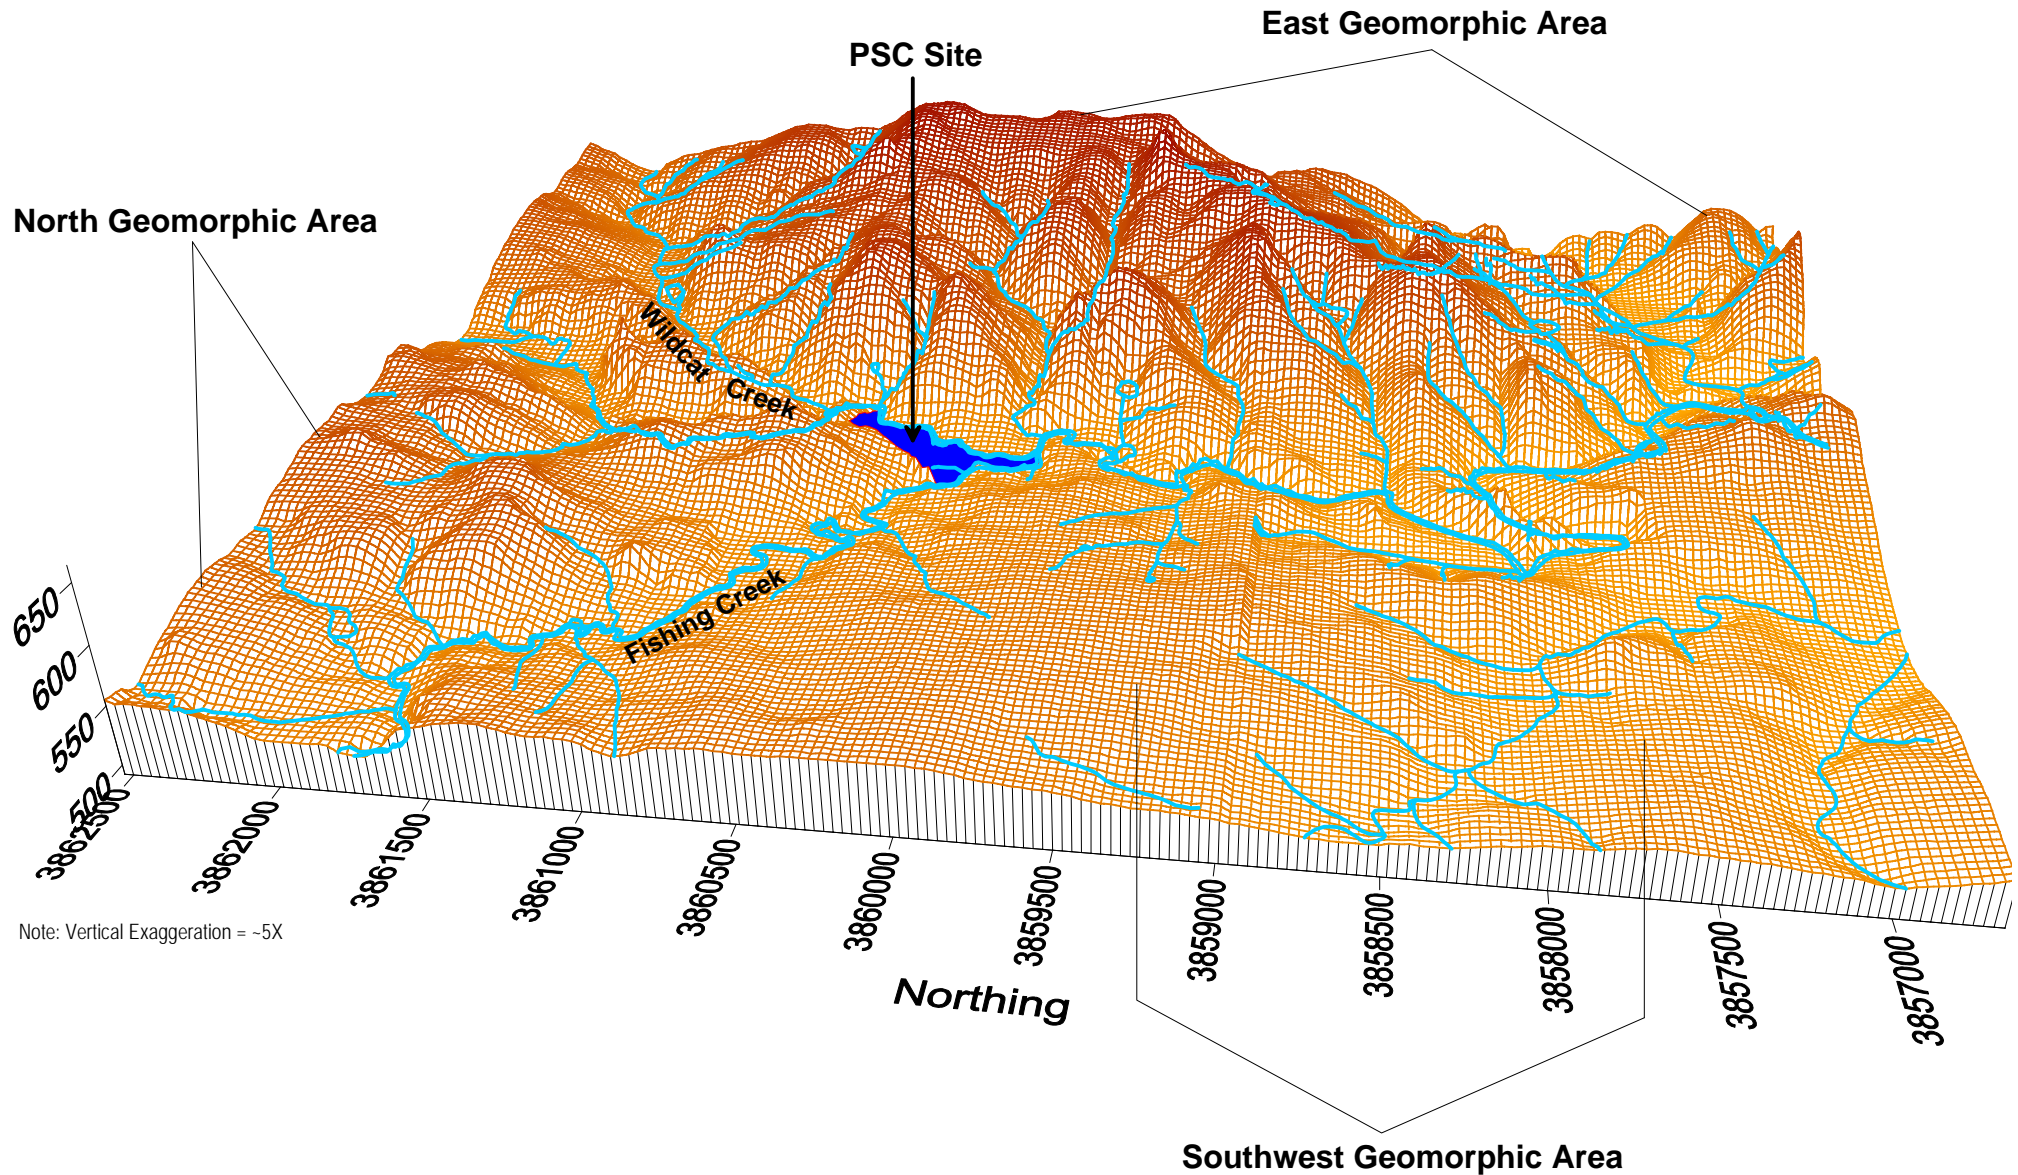 East Geomorphic Area
PSC Site
North Geomorphic Area
Wildcat Creek
Fishing Creek
650
600
550
500
3862500
3862000
3861500
3861000
3860500
3860000
3859500
3859000
3858500
3858000
3857500
3857000
Note: Vertical Exaggeration = ~5X
Northing
Southwest Geomorphic Area